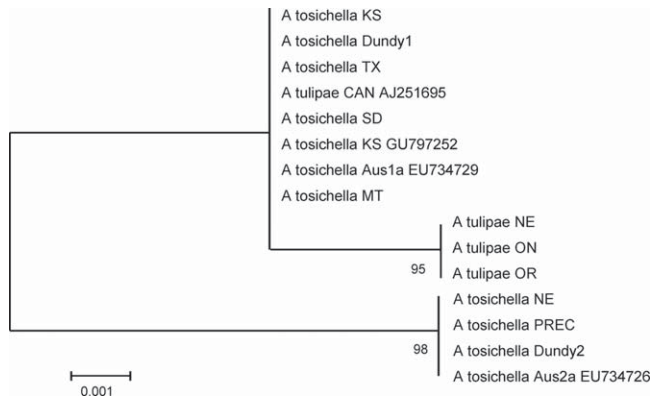 A tosichella KS
A tosichella Dundy1
A tosichella TX
A tulipae CAN AJ251695
A tosichella SD
A tosichella KS GU797252
A tosichella Aus1a EU734729
A tosichella MT
A tulipae NE
A tulipae ON
95
A tulipae OR
A tosichella NE
A tosichella PREC
98
A tosichella Dundy2
A tosichella Aus2a EU734726
0.001